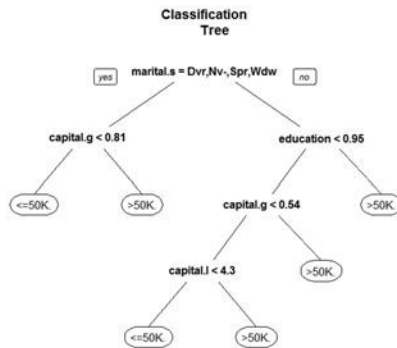 Classification
Tree
yes
marital.s = Dvr,Nv-,Spr,Wdw
no
capital.g < 0.81
education < 0.95
<=50K.
>50K.
capital.g < 0.54
>50K.
capital.l < 4.3
>50K.
<=50K.
>50K.